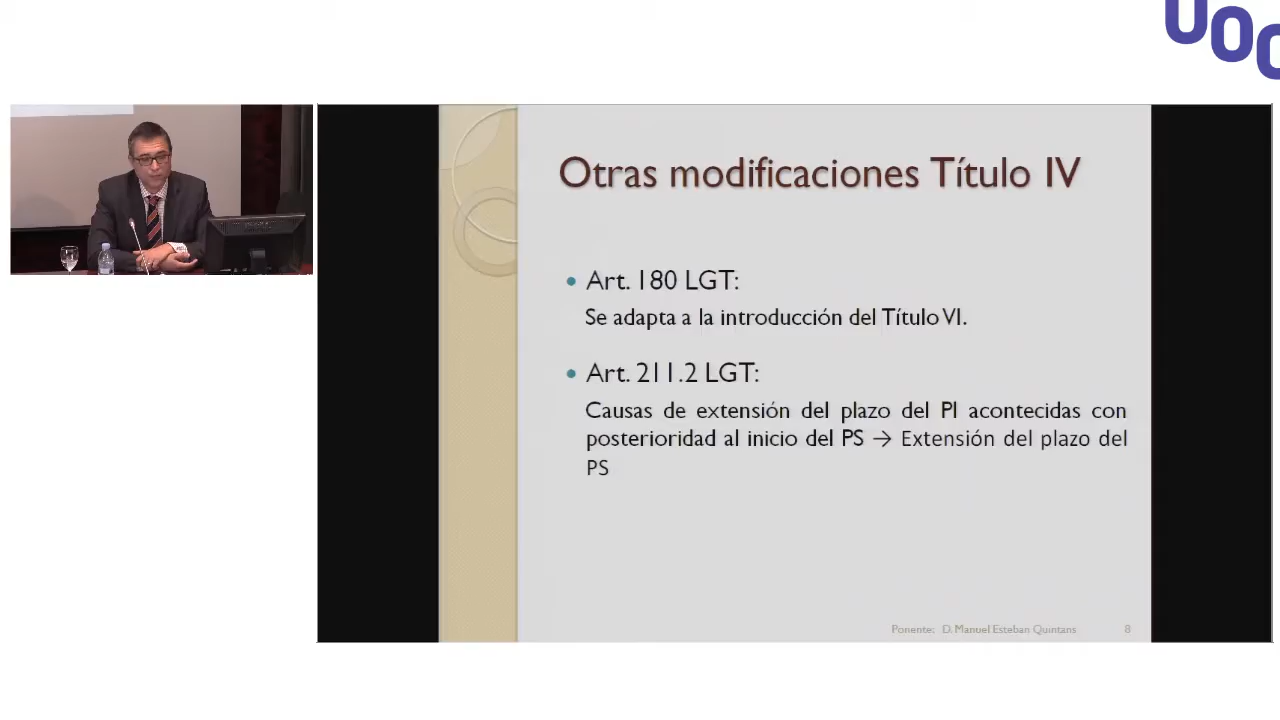 UOC
Otras modificaciones Título IV
• Art. 180 LGT:
Se adapta a la introducción del Título VI.
• Art. 211.2 LGT:
Causas de extensión del plazo del PI acontecidas con
posterioridad al inicio del PS → Extensión del plazo del
PS
Ponente: D. Manuel Esteban Quintans 8